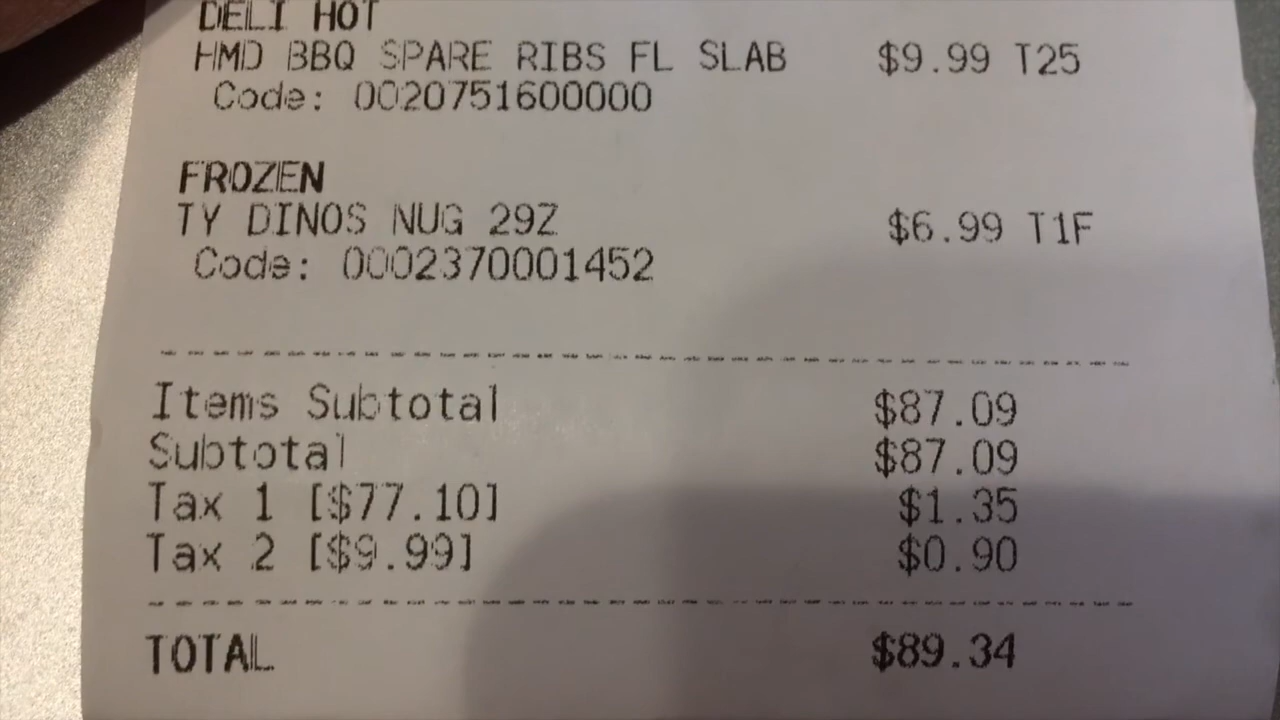 DELI HOT
HMD BBQ SPARE RIBS FL SLAB $9.99 T25
Code: 0020751600000
FROZEN
TY DINOS NUG 29Z $6.99 T1F
Code: 0002370001452
Items Subtotal $87.09
Subtotal $87.09
Tax 1 [$77.10] $1.35
Tax 2 [$9.99] $0.90
TOTAL $89.34